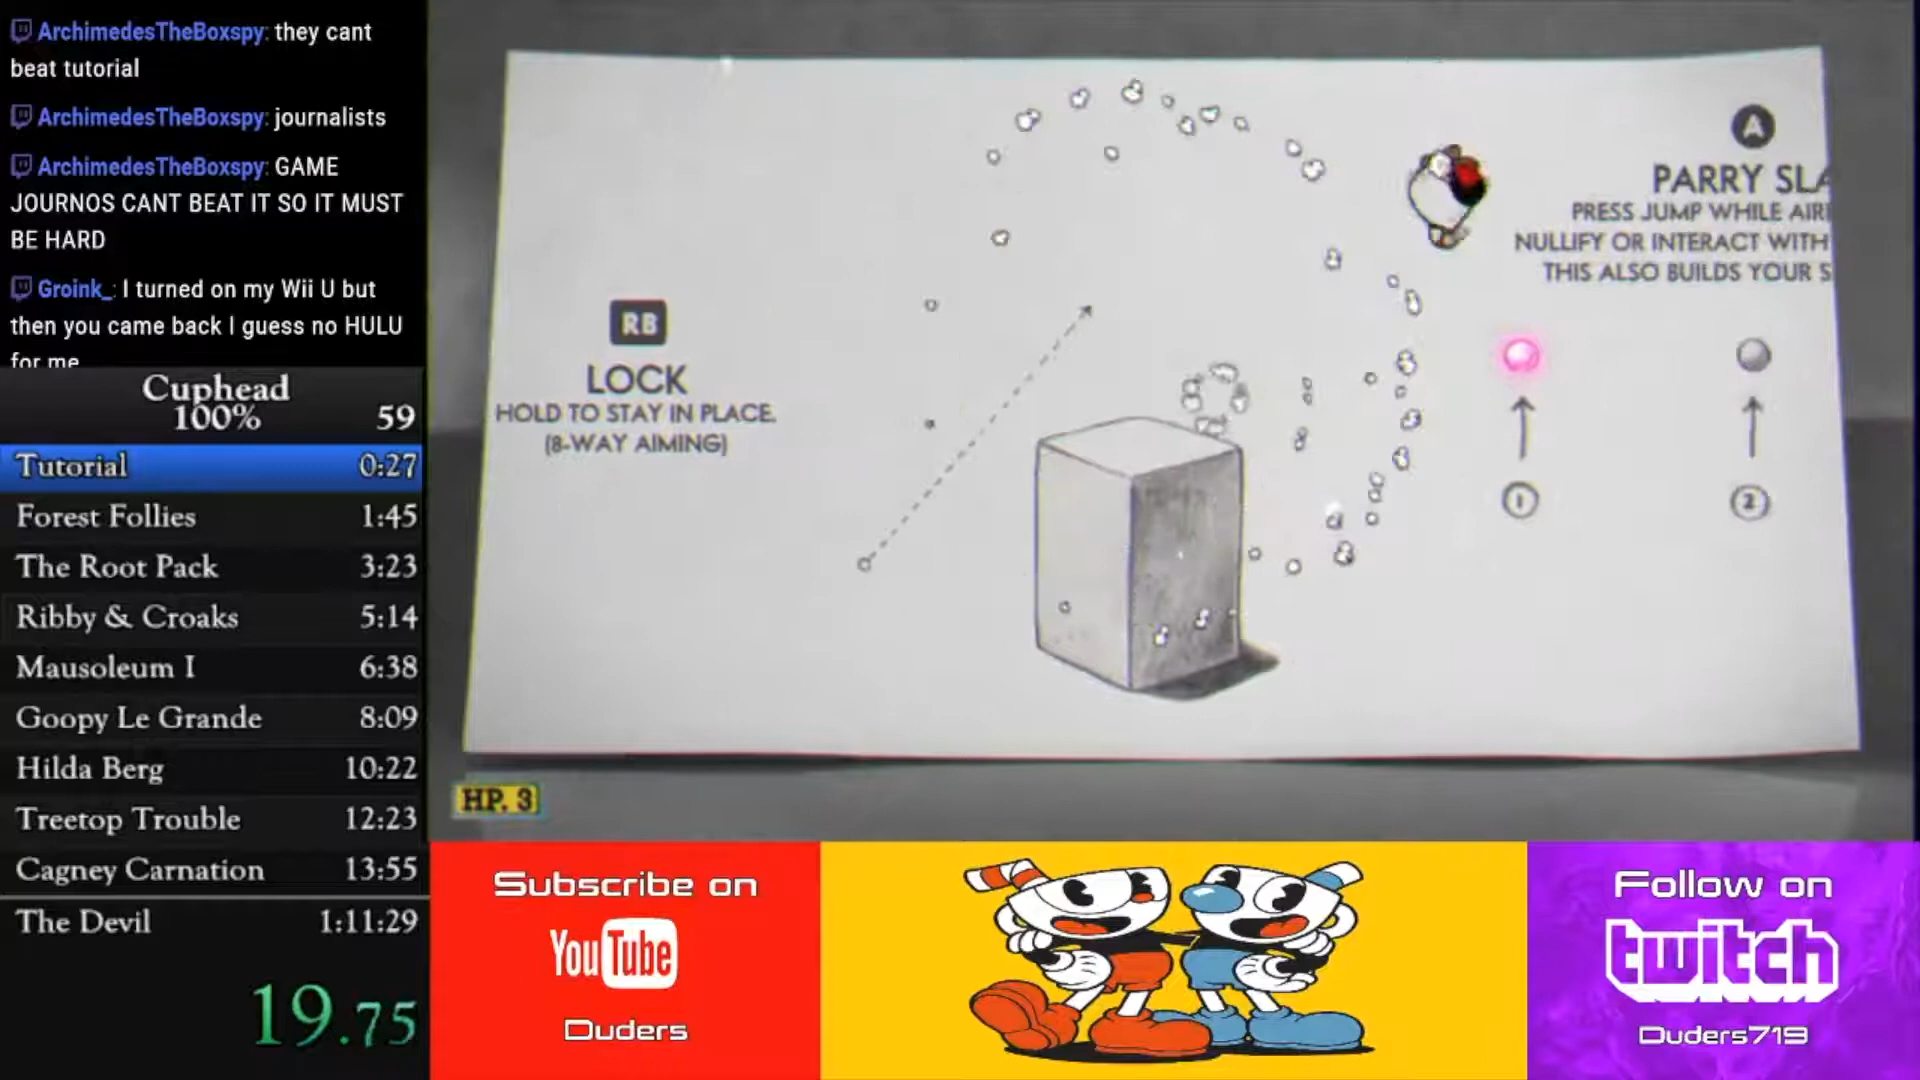 ArchimedesTheBoxspy: they cant
beat tutorial
ArchimedesTheBoxspy: journalists
ArchimedesTheBoxspy: GAME
JOURNOS CANT BEAT IT SO IT MUST
BE HARD
Groink_: I turned on my Wii U but
then you came back I guess no HULU
for me
Cuphead
100% 59
Tutorial 0:27
Forest Follies 1:45
The Root Pack 3:23
Ribby & Croaks 5:14
Mausoleum I 6:38
Goopy Le Grande 8:09
Hilda Berg 10:22
Treetop Trouble 12:23
Cagney Carnation 13:55
The Devil 1:11:29
19.75
RB
LOCK
HOLD TO STAY IN PLACE.
(8-WAY AIMING)
A
PARRY SLA
PRESS JUMP WHILE AIR
NULLIFY OR INTERACT WITH
THIS ALSO BUILDS YOUR S
1
2
HP. 3
Subscribe on
YouTube
Duders
Follow on
twitch
Duders719